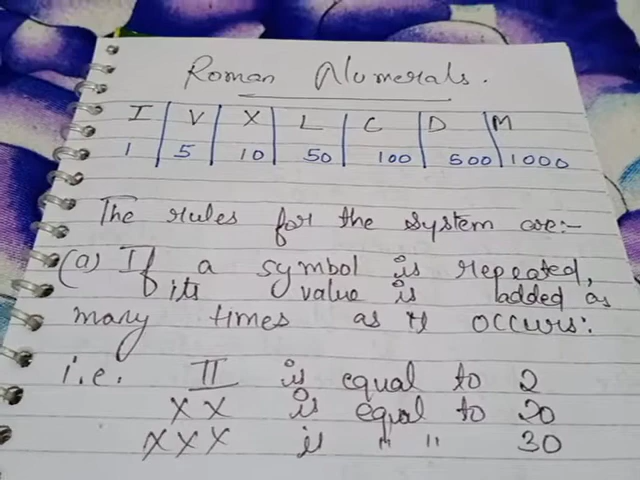 Roman Numerals.
I V X L C D M
1 5 10 50 100 500 1000
The rules for the system are:-
(a) If a symbol is repeated,
its value is added as
many times as it occurs:
i.e. II is equal to 2
XX is equal to 20
XXX is " " 30